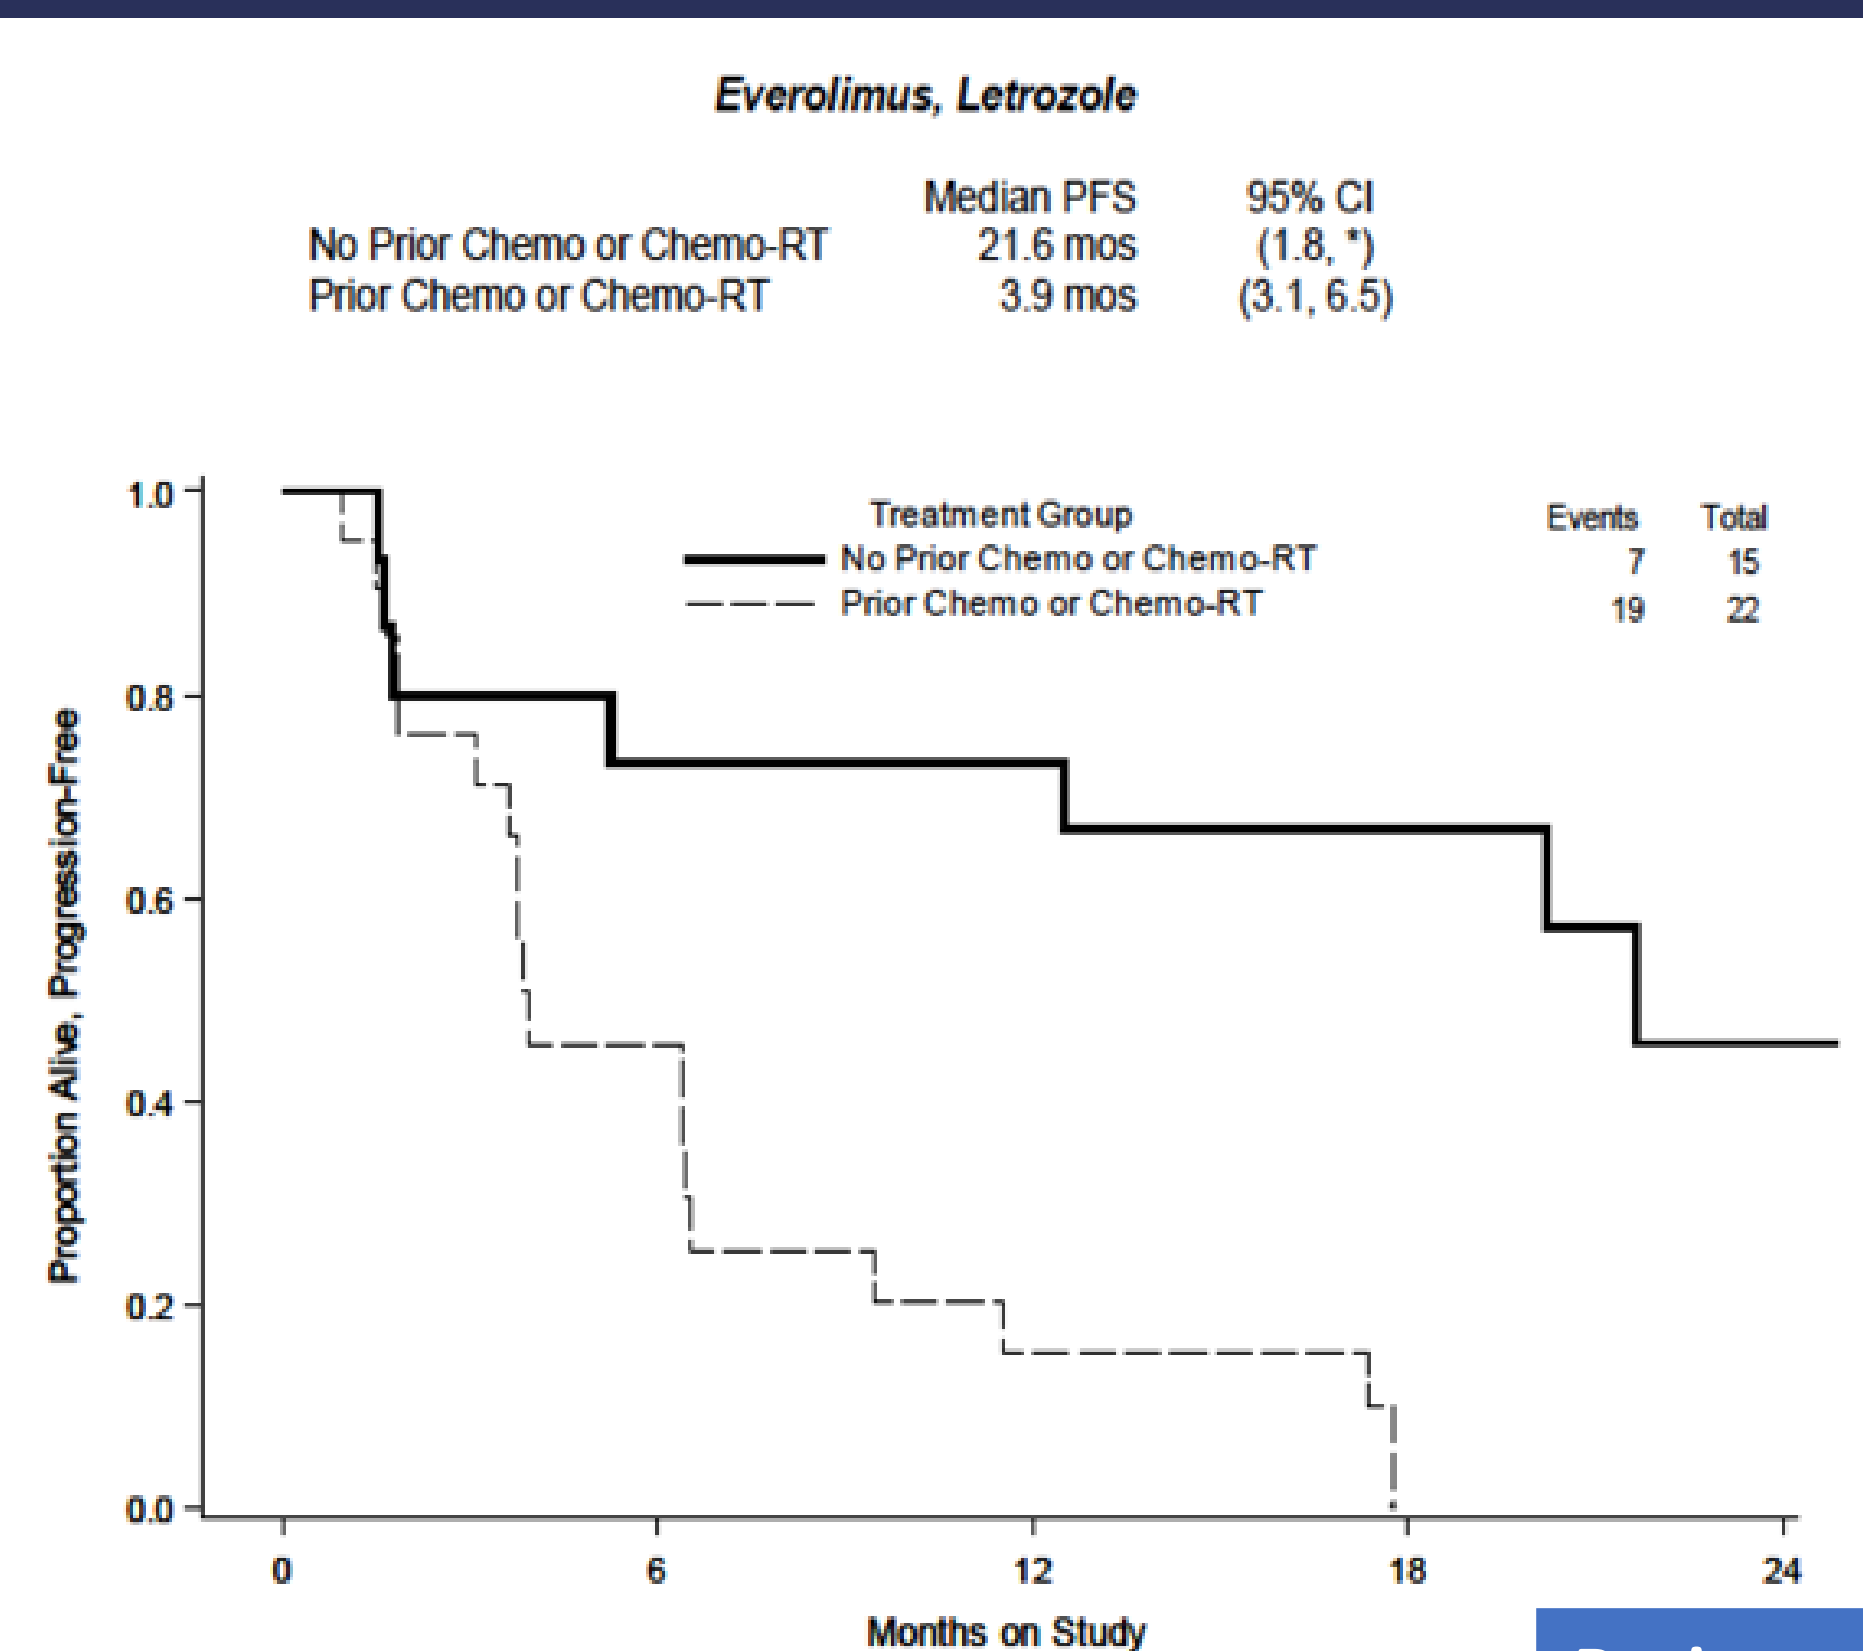 Everolimus, Letrozole
Median PFS 95% CI
No Prior Chemo or Chemo-RT 21.6 mos (1.8, *)
Prior Chemo or Chemo-RT 3.9 mos (3.1, 6.5)
Treatment Group Events Total
No Prior Chemo or Chemo-RT 7 15
Prior Chemo or Chemo-RT 19 22
Proportion Alive, Progression-Free
1.0
0.8
0.6
0.4
0.2
0.0
0 6 12 18 24
Months on Study